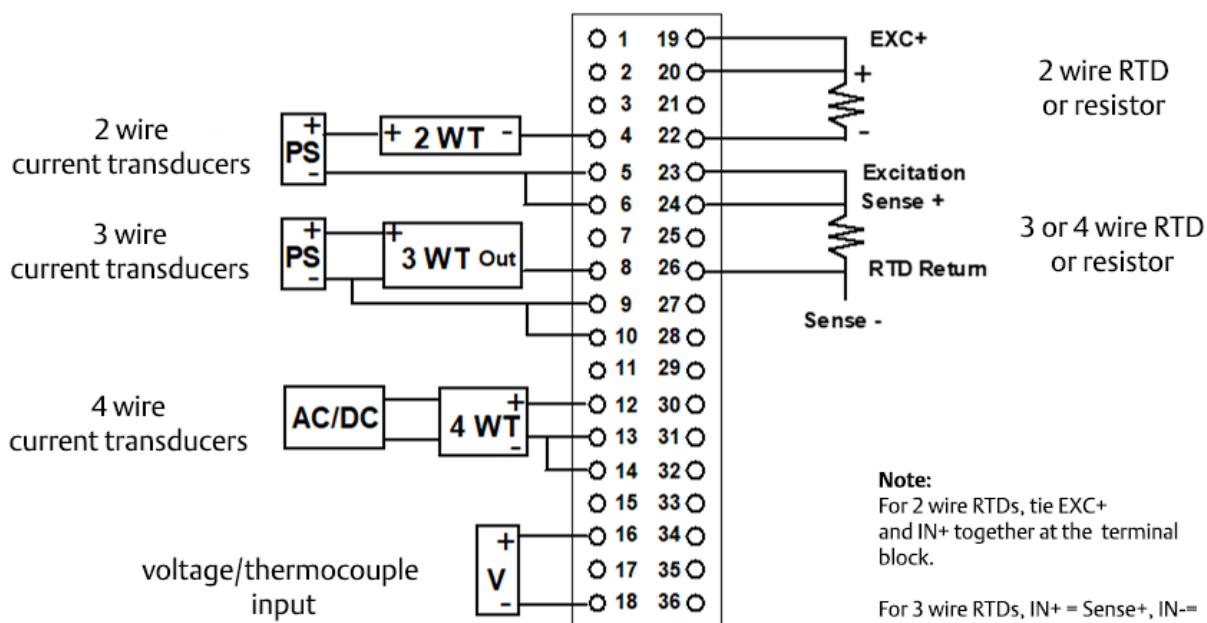 1 19 EXC+
2 20 +
2 wire RTD
or resistor
3 21
2 wire
current transducers
PS + -
+ 2 WT -
4 22 -
5 23 Excitation
6 24 Sense +
3 wire
current transducers
PS + -
+ 3 WT Out
7 25
3 or 4 wire RTD
or resistor
8 26 RTD Return
9 27
Sense -
10 28
11 29
4 wire
current transducers
AC/DC
4 WT + -
12 30
13 31
14 32
15 33
voltage/thermocouple
input
+ V -
16 34
17 35
18 36
Note:
For 2 wire RTDs, tie EXC+
and IN+ together at the terminal
block.
For 3 wire RTDs, IN+ = Sense+, IN-=